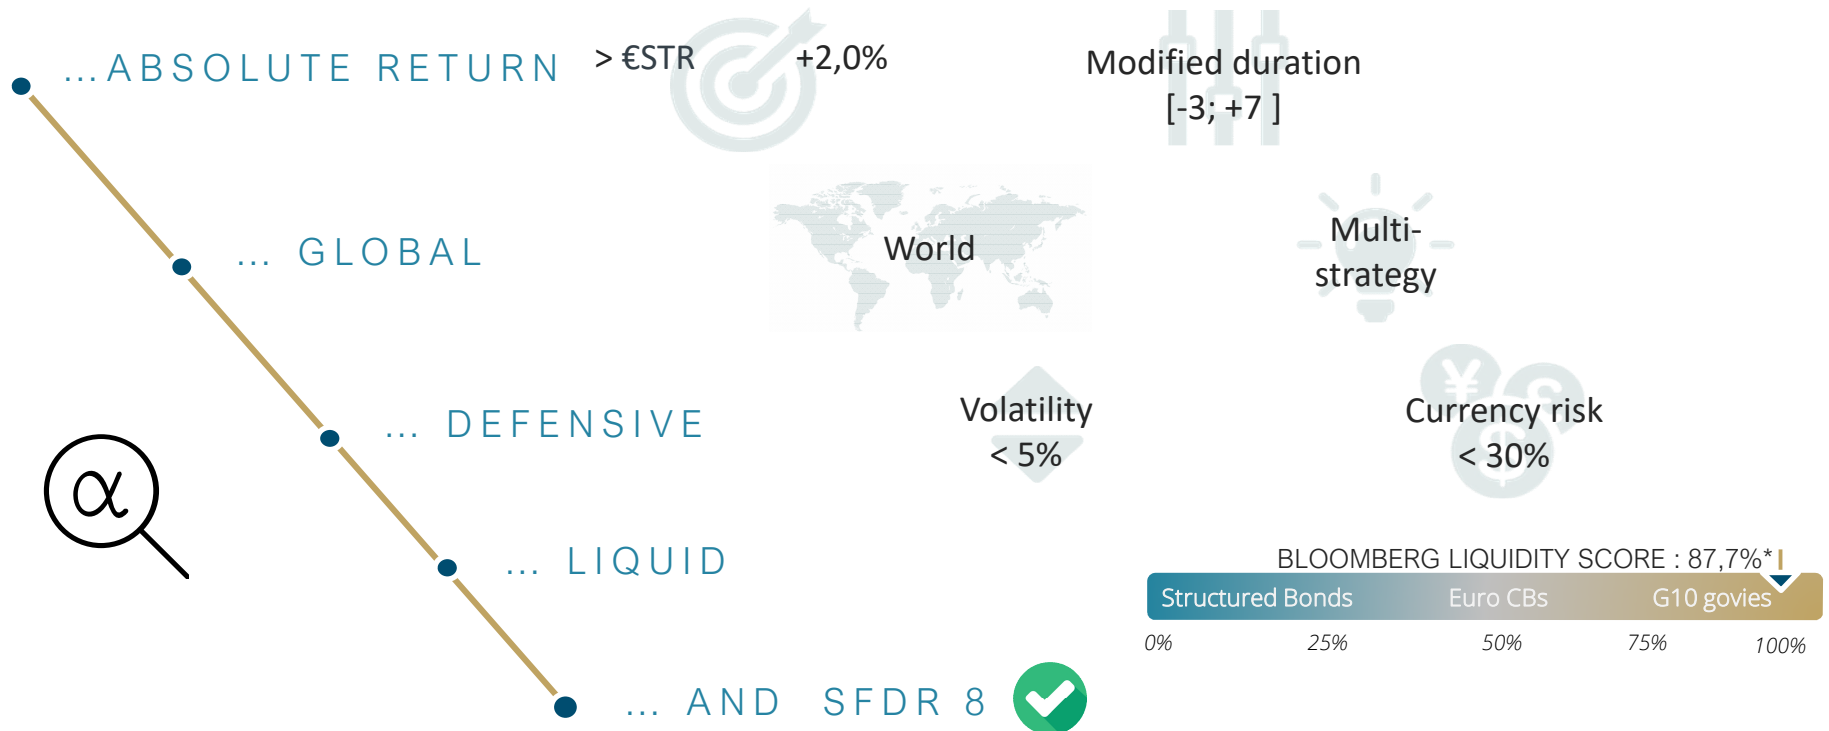 ...ABSOLUTE RETURN
> €STR +2,0%
Modified duration
[-3; +7 ]
... GLOBAL
World
Multi-
strategy
... DEFENSIVE
Volatility
< 5%
Currency risk
< 30%
α
... LIQUID
BLOOMBERG LIQUIDITY SCORE : 87,7%*
Structured Bonds Euro CBs G10 govies
0% 25% 50% 75% 100%
... AND SFDR 8